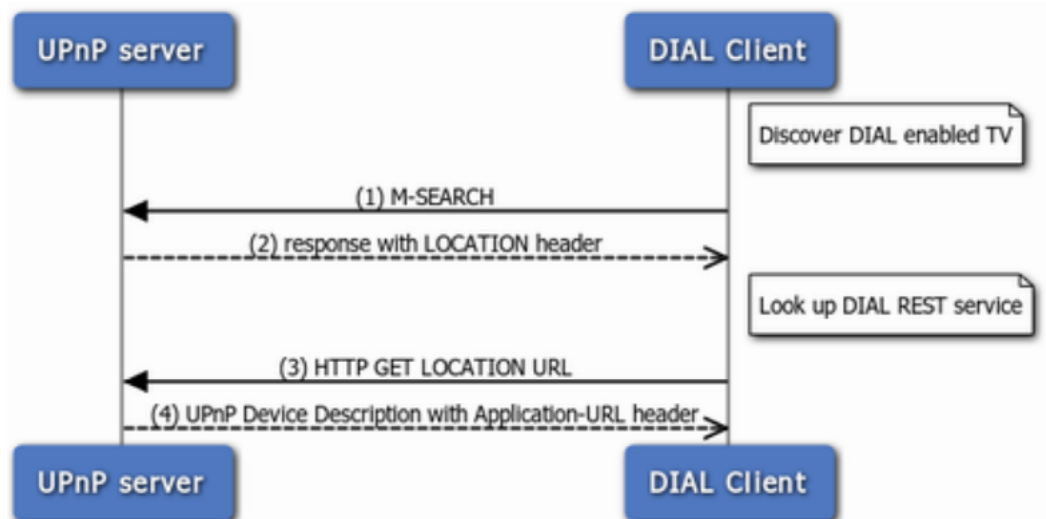 UPnP server
DIAL Client
Discover DIAL enabled TV
(1) M-SEARCH
(2) response with LOCATION header
Look up DIAL REST service
(3) HTTP GET LOCATION URL
(4) UPnP Device Description with Application-URL header
UPnP server
DIAL Client